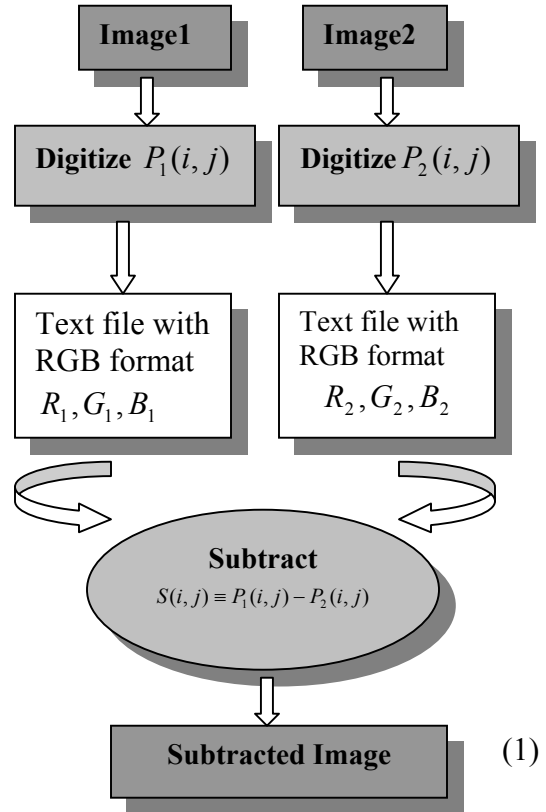 Image1
Image2
Digitize P₁(i, j)
Digitize P₂(i, j)
Text file with
RGB format
R₁, G₁, B₁
Text file with
RGB format
R₂, G₂, B₂
Subtract
S(i, j) ≡ P₁(i, j) − P₂(i, j)
Subtracted Image
(1)